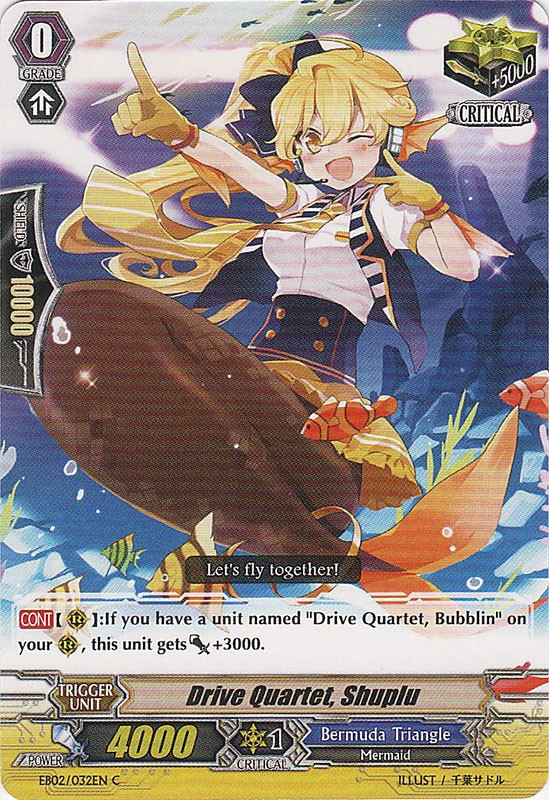 0
GRADE
+5000
CRITICAL
SHIELD
10000
Let's fly together!
CONT【 】:If you have a unit named "Drive Quartet, Bubblin" on
your , this unit gets +3000.
TRIGGER
UNIT
Drive Quartet, Shuplu
POWER
4000
1
CRITICAL
Bermuda Triangle
Mermaid
EB02/032EN C
ILLUST / 千葉サドル